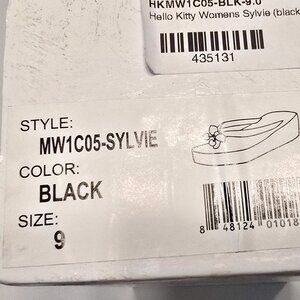 HKMW1C05-BLK-9.0
Hello Kitty Womens Sylvie (black
435131
STYLE:
MW1C05-SYLVIE
COLOR:
BLACK
SIZE:
9
8 48124 01018